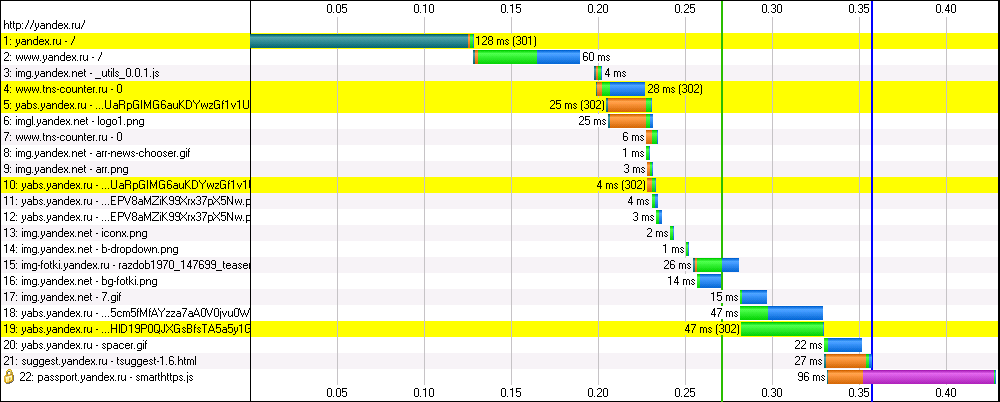 0.05 0.10 0.15 0.20 0.25 0.30 0.35 0.40
http://yandex.ru/
1: yandex.ru - / 128 ms (301)
2: www.yandex.ru - / 60 ms
3: img.yandex.net - _utils_0.0.1.js 4 ms
4: www.tns-counter.ru - 0 28 ms (302)
5: yabs.yandex.ru - ...UaRpGIMG6auKDYwzGf1v1U 25 ms (302)
6: imgl.yandex.net - logo1.png 25 ms
7: www.tns-counter.ru - 0 6 ms
8: img.yandex.net - arr-news-chooser.gif 1 ms
9: img.yandex.net - arr.png 3 ms
10: yabs.yandex.ru - ...UaRpGIMG6auKDYwzGf1v1U 4 ms (302)
11: yabs.yandex.ru - ...EPV8aMZiK99Xrx37pX5Nw.p 4 ms
12: yabs.yandex.ru - ...EPV8aMZiK99Xrx37pX5Nw.p 3 ms
13: img.yandex.net - iconx.png 2 ms
14: img.yandex.net - b-dropdown.png 1 ms
15: img-fotki.yandex.ru - razdob1970_147699_teaser 26 ms
16: img.yandex.net - bg-fotki.png 14 ms
17: img.yandex.net - 7.gif 15 ms
18: yabs.yandex.ru - ...5cm5fMfAYzza7aA0V0jvu0W 47 ms
19: yabs.yandex.ru - ...HID19P0QJXGsBfsTA5a5y1G 47 ms (302)
20: yabs.yandex.ru - spacer.gif 22 ms
21: suggest.yandex.ru - tsuggest-1.6.html 27 ms
22: passport.yandex.ru - smarthttps.js 96 ms
0.05 0.10 0.15 0.20 0.25 0.30 0.35 0.40